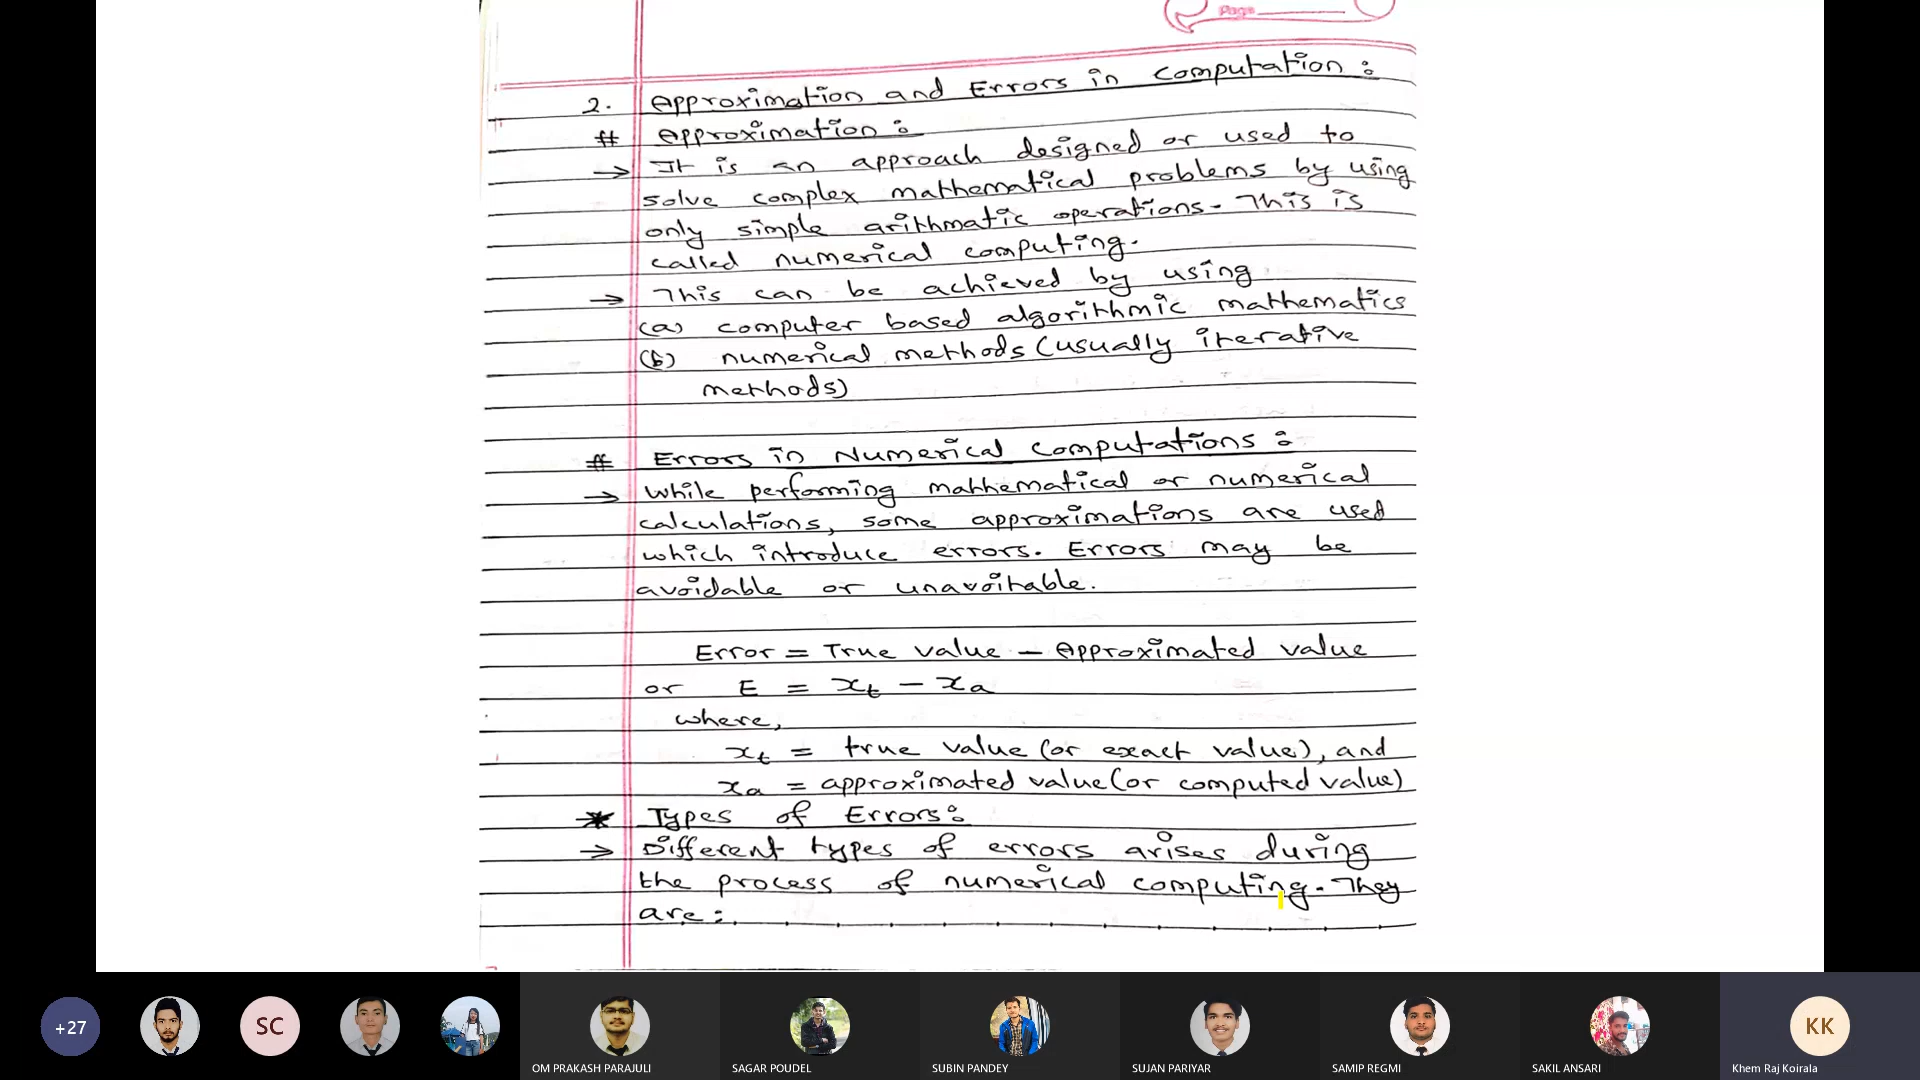 Page
2. Approximation and Errors in Computation:
# Approximation:
→ It is an approach designed or used to
solve complex mathematical problems by using
only simple arithmatic operations. This is
called numerical computing.
→ This can be achieved by using
(a) computer based algorithmic mathematics
(b) numerical methods (usually iterative
methods)
# Errors in Numerical Computations:
→ While performing mathematical or numerical
calculations, some approximations are used
which introduce errors. Errors may be
avoidable or unavoitable.
Error = True value - Approximated value
or E = xt - xa
where,
xt = true value (or exact value), and
xa = approximated value (or computed value)
* Types of Errors:
→ Different types of errors arises during
the process of numerical computing. They
are:
+27
SC
OM PRAKASH PARAJULI
SAGAR POUDEL
SUBIN PANDEY
SUJAN PARIYAR
SAMIP REGMI
SAKIL ANSARI
KK
Khem Raj Koirala